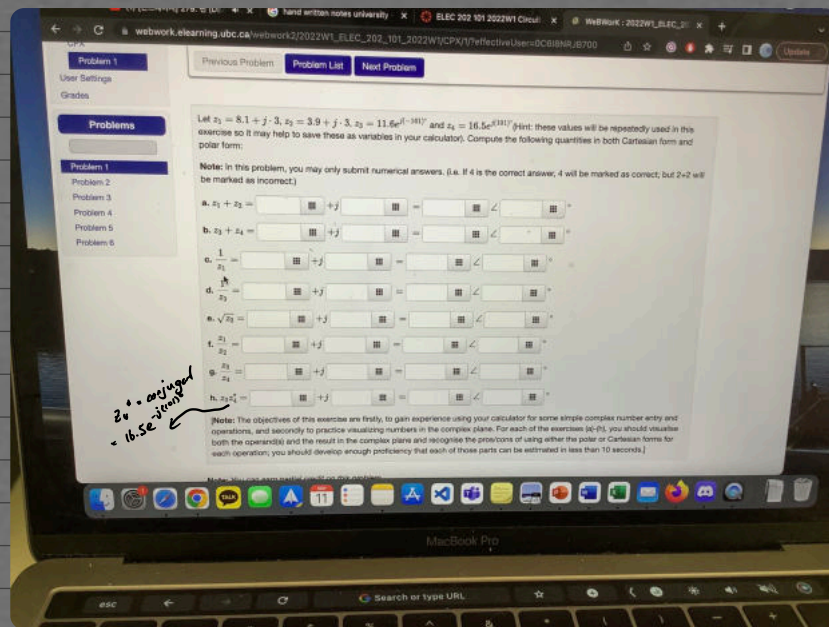 hand written notes university
ELEC 202 101 2022W1 Circui
WeBWorK : 2022W1_ELEC_2
webwork.elearning.ubc.ca/webwork2/2022W1_ELEC_202_101_2022W1/CPX/1/?effectiveUser=
Update
CPX
Problem 1
User Settings
Grades
Problems
Problem 1
Problem 2
Problem 3
Problem 4
Problem 5
Problem 6
Previous Problem
Problem List
Next Problem
Let z₁ = 8.1 + j · 3, z₂ = 3.9 + j · 3, z₃ = 11.6e^{j(−161)°} and z₄ = 16.5e^{j(101)°} (Hint: these values will be repeatedly used in this
exercise so it may help to save these as variables in your calculator). Compute the following quantities in both Cartesian form and
polar form:
Note: In this problem, you may only submit numerical answers. (i.e. If 4 is the correct answer, 4 will be marked as correct; but 2+2 will
be marked as incorrect.)
a. z₁ + z₂ = +j = ∠ °
b. z₃ + z₄ = +j = ∠ °
c. 1/z₁ = +j = ∠ °
d. 1/z₃ = +j = ∠ °
e. √z₃ = +j = ∠ °
f. z₁/z₂ = +j = ∠ °
g. z₃/z₄ = +j = ∠ °
h. z₃z₄* = +j = ∠ °
z₄* = conjugal
= 16.5e
[Note: The objectives of this exercise are firstly, to gain experience using your calculator for some simple complex number entry and
operations, and secondly to practice visualizing numbers in the complex plane. For each of the exercises (a)-(h), you should visualise
both the operand(s) and the result in the complex plane and recognise the pros/cons of using either the polar or Cartesian forms for
each operation; you should develop enough proficiency that each of those parts can be estimated in less than 10 seconds.]
TALK
11
MacBook Pro
esc
Search or type URL